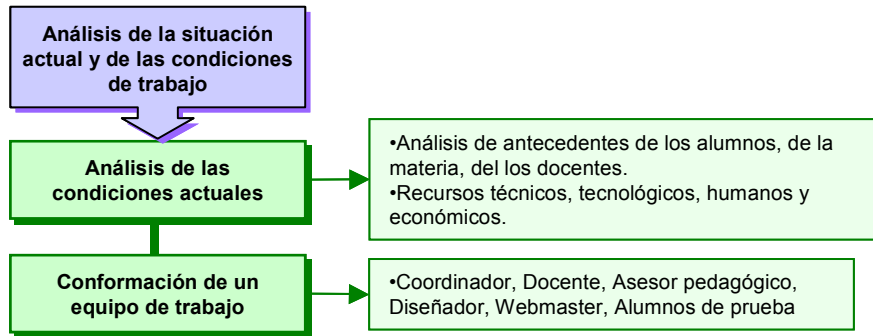 Análisis de la situación
actual y de las condiciones
de trabajo
Análisis de las
condiciones actuales
•Análisis de antecedentes de los alumnos, de la
materia, del los docentes.
•Recursos técnicos, tecnológicos, humanos y
económicos.
Conformación de un
equipo de trabajo
•Coordinador, Docente, Asesor pedagógico,
Diseñador, Webmaster, Alumnos de prueba